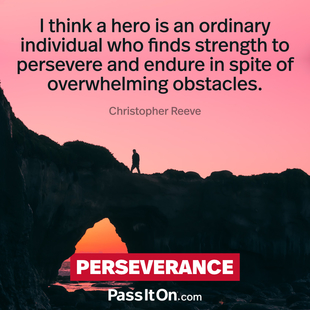 I think a hero is an ordinary
individual who finds strength to
persevere and endure in spite of
overwhelming obstacles.
Christopher Reeve
PERSEVERANCE
PassItOn.com